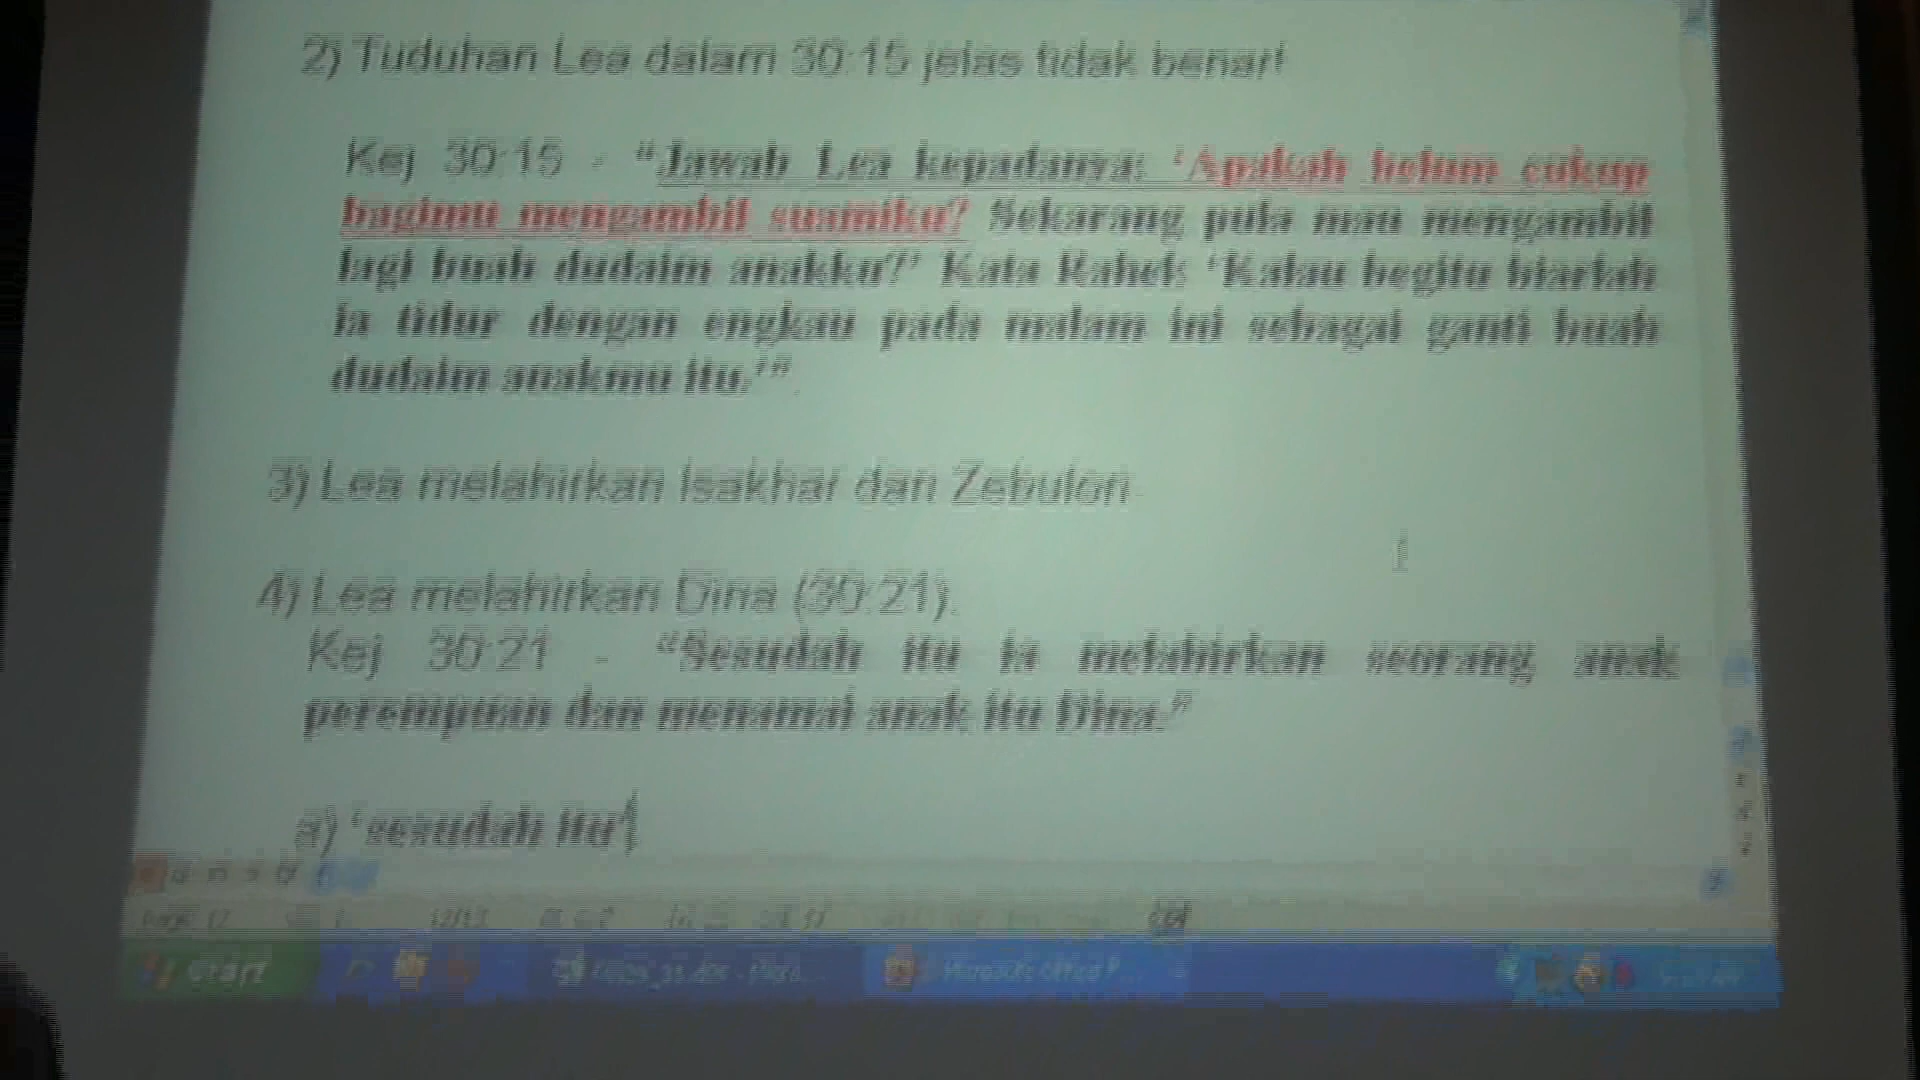 2) Tuduhan Lea dalam 30:15 jelas tidak benar!
Kej 30:15 - “Jawab Lea kepadanya: ‘Apakah belum cukup
bagimu mengambil suamiku? Sekarang pula mau mengambil
lagi buah dudaim anakku?’ Kata Rahel: ‘Kalau begitu biarlah
ia tidur dengan engkau pada malam ini sebagai ganti buah
dudaim anakmu itu.’”.
3) Lea melahirkan Isakhar dan Zebulon
4) Lea melahirkan Dina (30:21).
Kej 30:21 - “Sesudah itu ia melahirkan seorang anak
perempuan dan menamai anak itu Dina.”
a) ‘sesudah itu’
start Microsoft Office P...